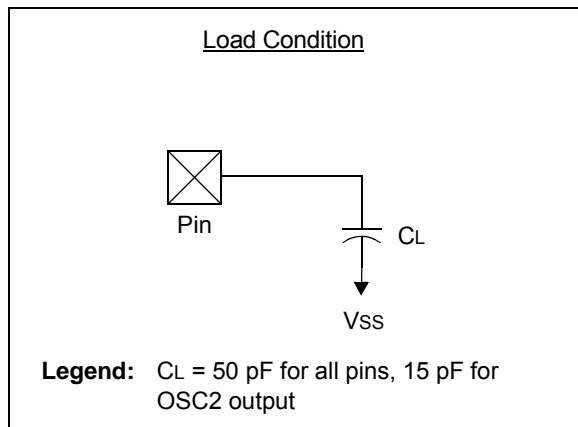 Load Condition
Pin
CL
VSS
Legend: CL = 50 pF for all pins, 15 pF for
OSC2 output